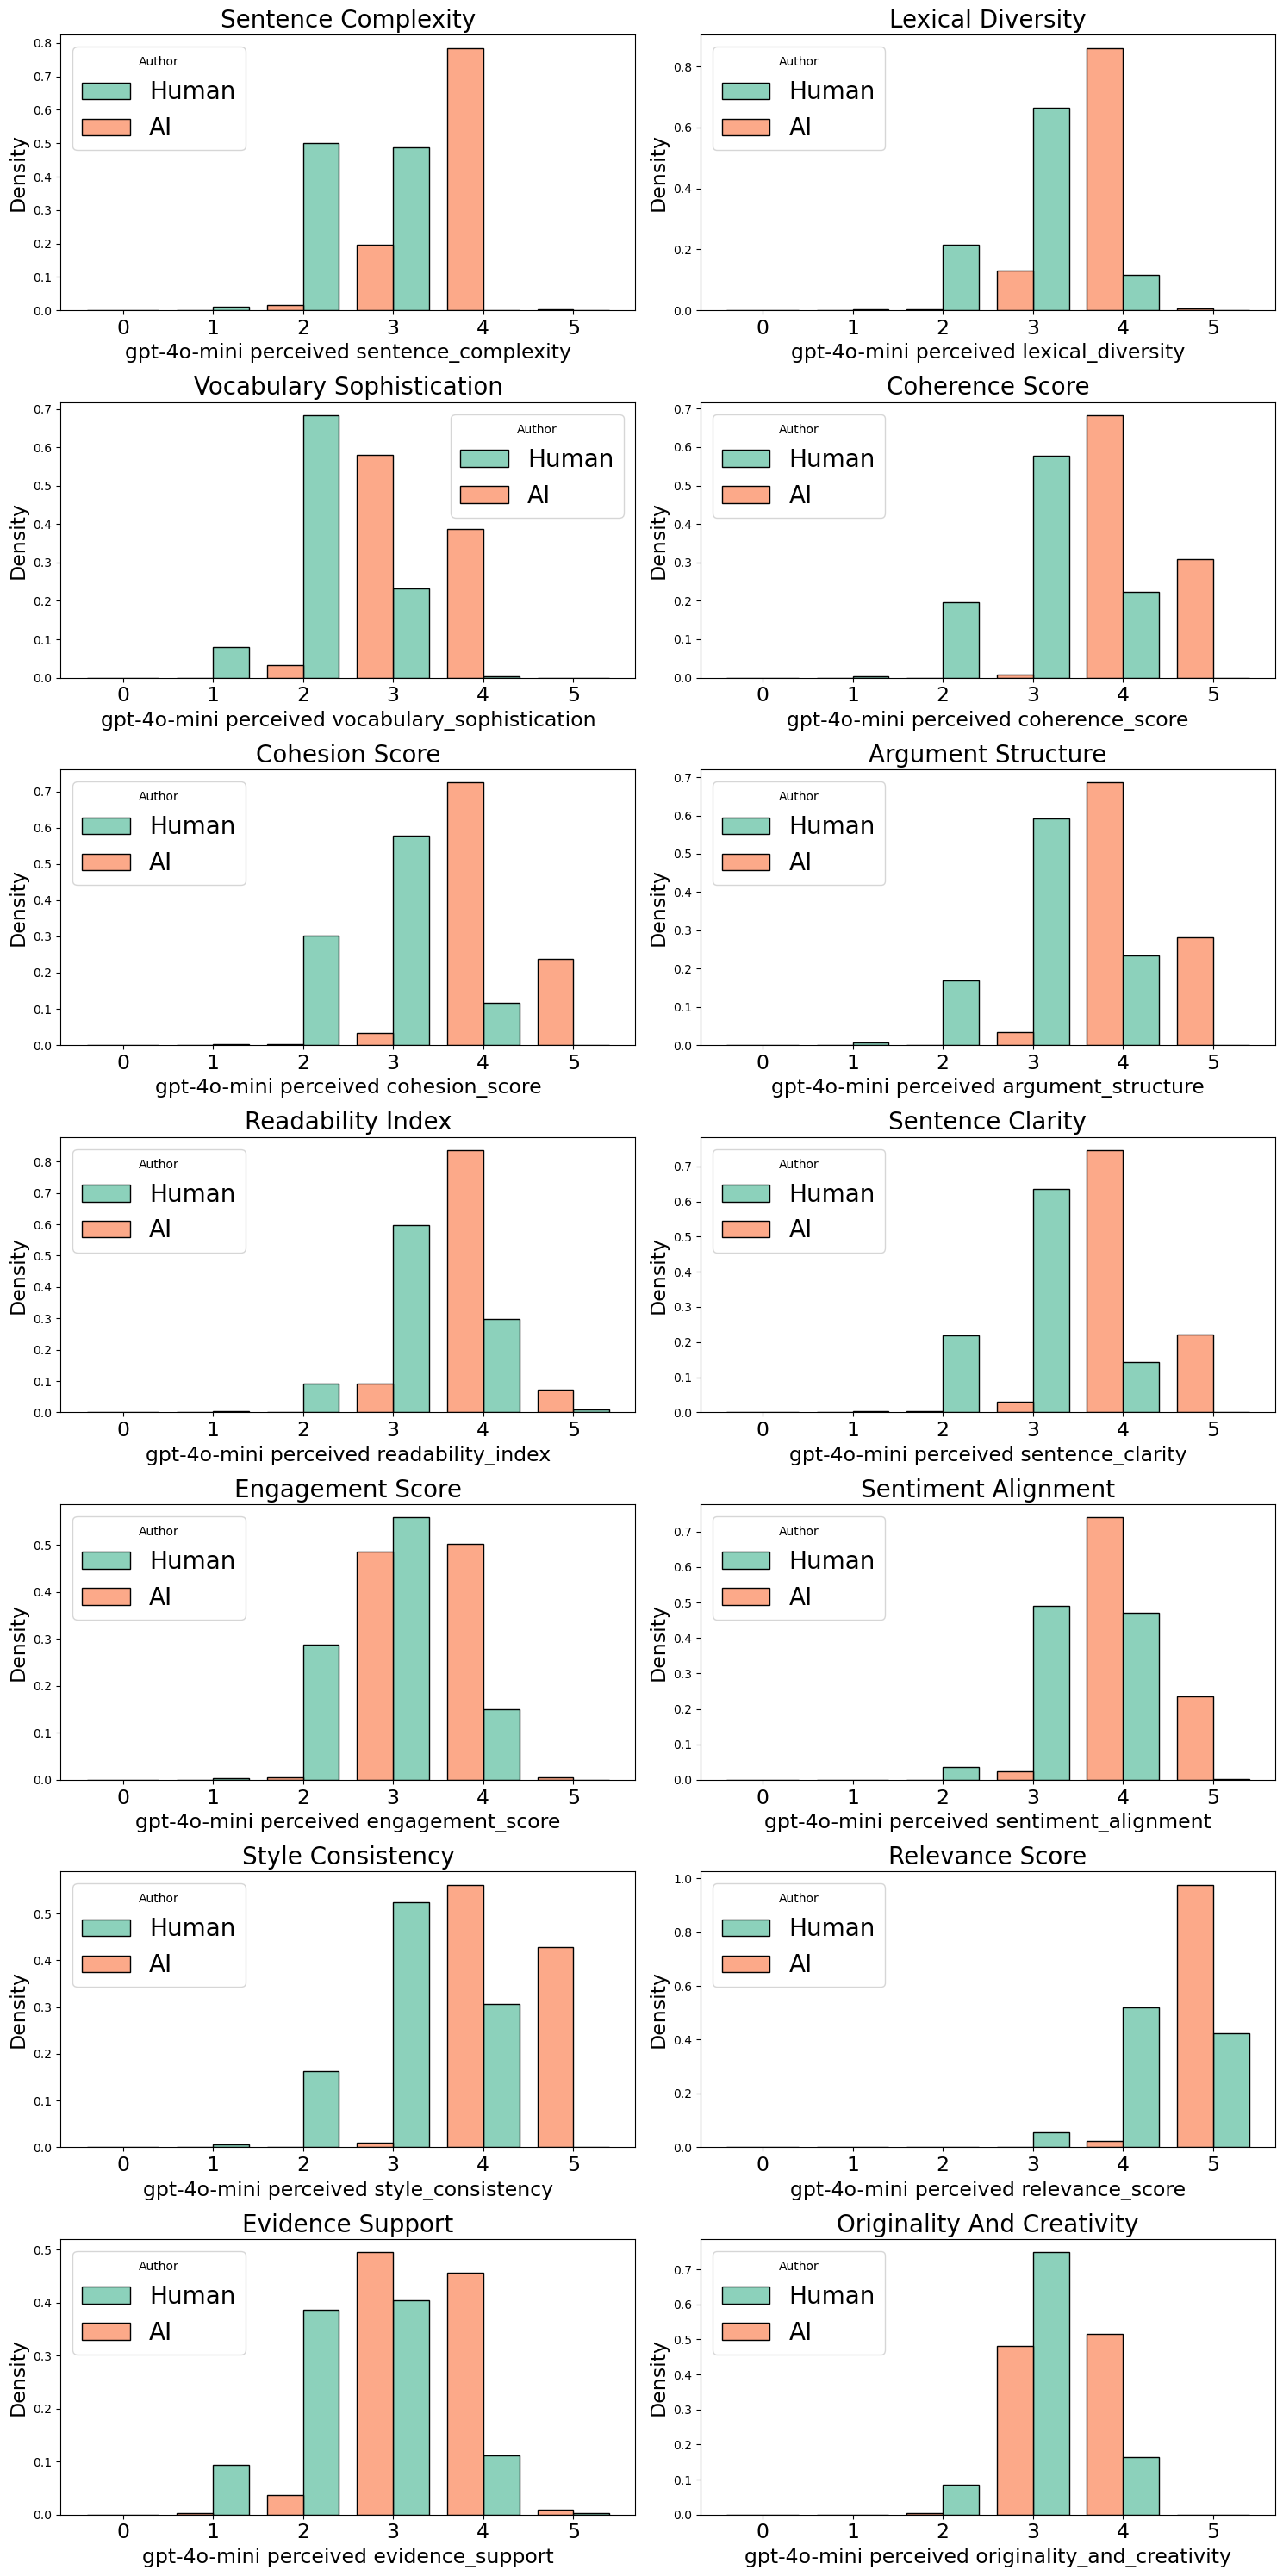 Sentence Complexity
Density
0.8
0.7
0.6
0.5
0.4
0.3
0.2
0.1
0.0
Author
Human
AI
0 1 2 3 4 5
gpt-4o-mini perceived sentence_complexity
Lexical Diversity
Density
0.8
0.6
0.4
0.2
0.0
Author
Human
AI
0 1 2 3 4 5
gpt-4o-mini perceived lexical_diversity
Vocabulary Sophistication
Density
0.7
0.6
0.5
0.4
0.3
0.2
0.1
0.0
Author
Human
AI
0 1 2 3 4 5
gpt-4o-mini perceived vocabulary_sophistication
Coherence Score
Density
0.7
0.6
0.5
0.4
0.3
0.2
0.1
0.0
Author
Human
AI
0 1 2 3 4 5
gpt-4o-mini perceived coherence_score
Cohesion Score
Density
0.7
0.6
0.5
0.4
0.3
0.2
0.1
0.0
Author
Human
AI
0 1 2 3 4 5
gpt-4o-mini perceived cohesion_score
Argument Structure
Density
0.7
0.6
0.5
0.4
0.3
0.2
0.1
0.0
Author
Human
AI
0 1 2 3 4 5
gpt-4o-mini perceived argument_structure
Readability Index
Density
0.8
0.7
0.6
0.5
0.4
0.3
0.2
0.1
0.0
Author
Human
AI
0 1 2 3 4 5
gpt-4o-mini perceived readability_index
Sentence Clarity
Density
0.7
0.6
0.5
0.4
0.3
0.2
0.1
0.0
Author
Human
AI
0 1 2 3 4 5
gpt-4o-mini perceived sentence_clarity
Engagement Score
Density
0.5
0.4
0.3
0.2
0.1
0.0
Author
Human
AI
0 1 2 3 4 5
gpt-4o-mini perceived engagement_score
Sentiment Alignment
Density
0.7
0.6
0.5
0.4
0.3
0.2
0.1
0.0
Author
Human
AI
0 1 2 3 4 5
gpt-4o-mini perceived sentiment_alignment
Style Consistency
Density
0.5
0.4
0.3
0.2
0.1
0.0
Author
Human
AI
0 1 2 3 4 5
gpt-4o-mini perceived style_consistency
Relevance Score
Density
1.0
0.8
0.6
0.4
0.2
0.0
Author
Human
AI
0 1 2 3 4 5
gpt-4o-mini perceived relevance_score
Evidence Support
Density
0.5
0.4
0.3
0.2
0.1
0.0
Author
Human
AI
0 1 2 3 4 5
gpt-4o-mini perceived evidence_support
Originality And Creativity
Density
0.7
0.6
0.5
0.4
0.3
0.2
0.1
0.0
Author
Human
AI
0 1 2 3 4 5
gpt-4o-mini perceived originality_and_creativity